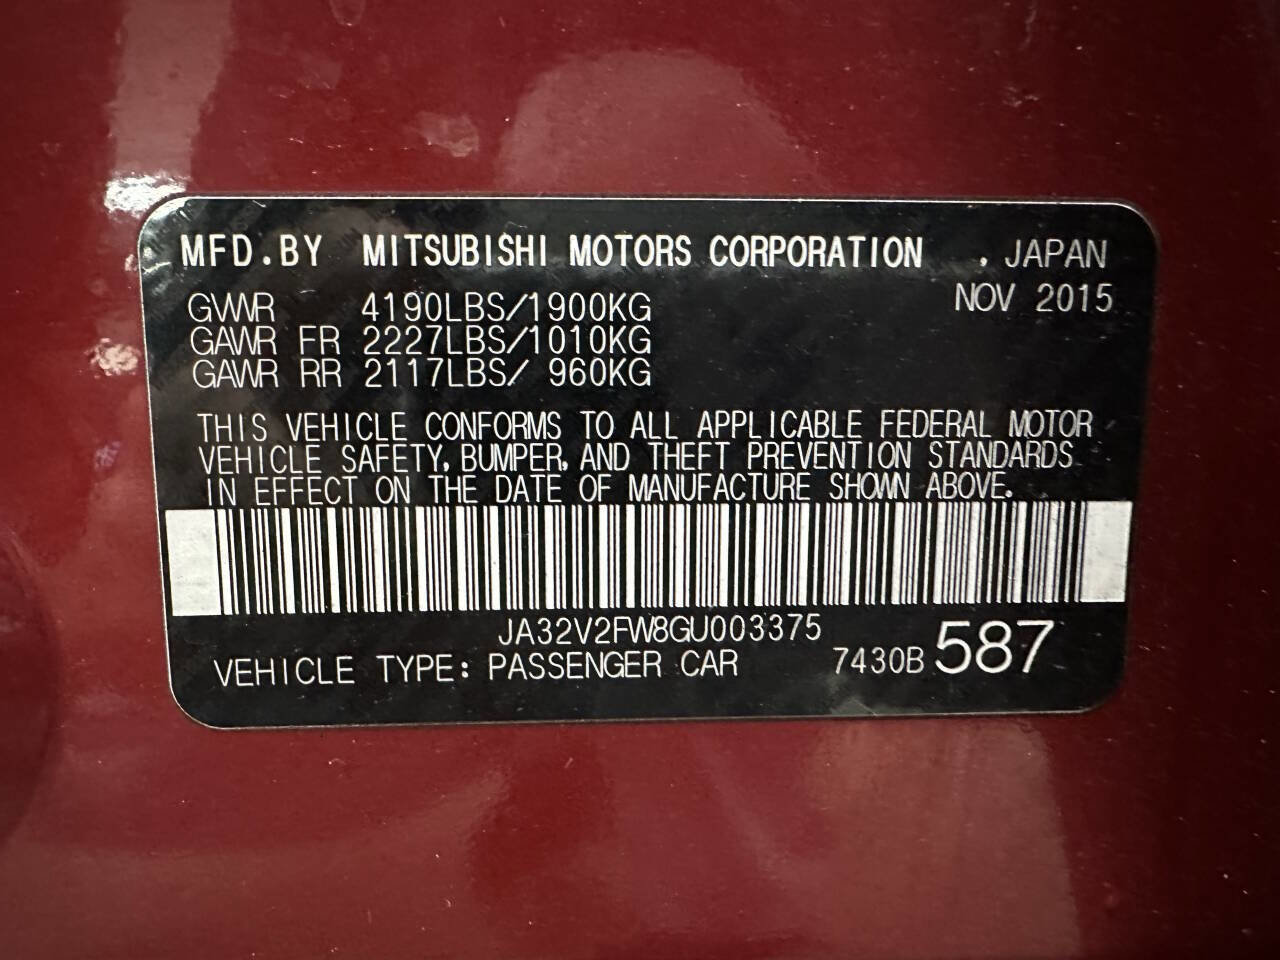 MFD.BY MITSUBISHI MOTORS CORPORATION , JAPAN
NOV 2015
GVWR 4190LBS/1900KG
GAWR FR 2227LBS/1010KG
GAWR RR 2117LBS/ 960KG
THIS VEHICLE CONFORMS TO ALL APPLICABLE FEDERAL MOTOR
VEHICLE SAFETY, BUMPER, AND THEFT PREVENTION STANDARDS
IN EFFECT ON THE DATE OF MANUFACTURE SHOWN ABOVE.
JA32V2FW8GU003375
VEHICLE TYPE: PASSENGER CAR 7430B 587